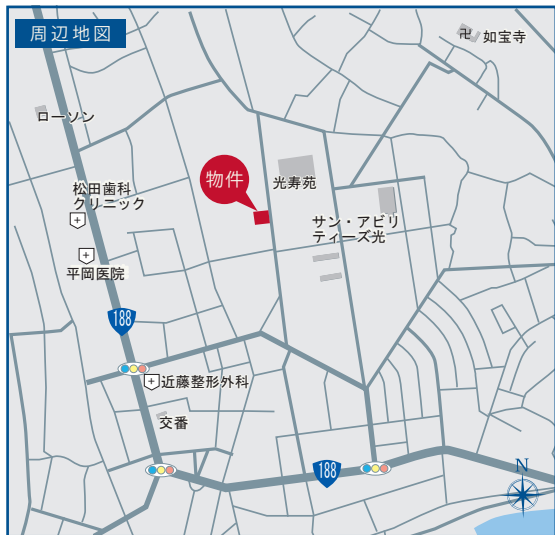 周辺地図
卍 如宝寺
ローソン
物件
光寿苑
松田歯科
クリニック
サン・アビリ
ティーズ光
平岡医院
188
近藤整形外科
交番
188
N